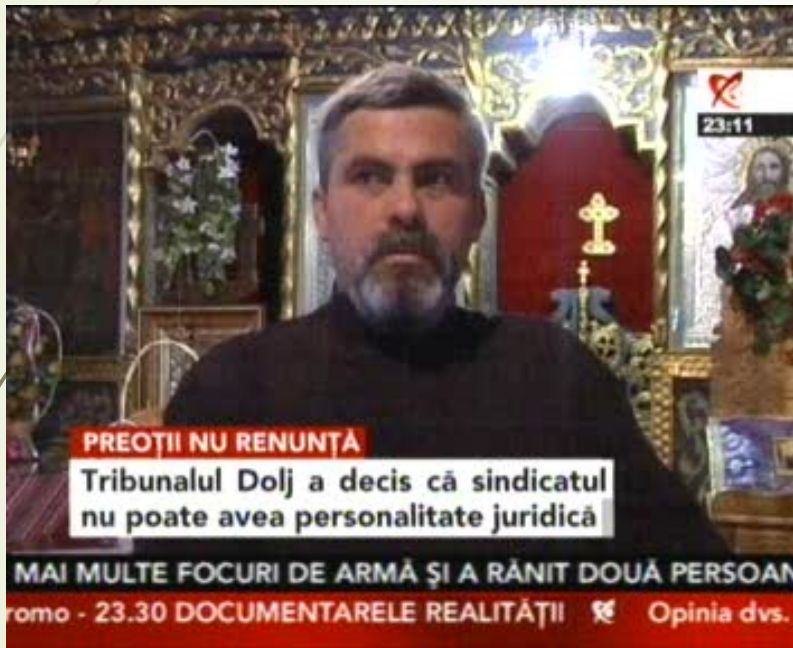 23:11
PREOȚII NU RENUNȚĂ
Tribunalul Dolj a decis că sindicatul
nu poate avea personalitate juridică
MAI MULTE FOCURI DE ARMĂ ȘI A RĂNIT DOUĂ PERSOAN
romo - 23.30 DOCUMENTARELE REALITĂȚII Opinia dvs.